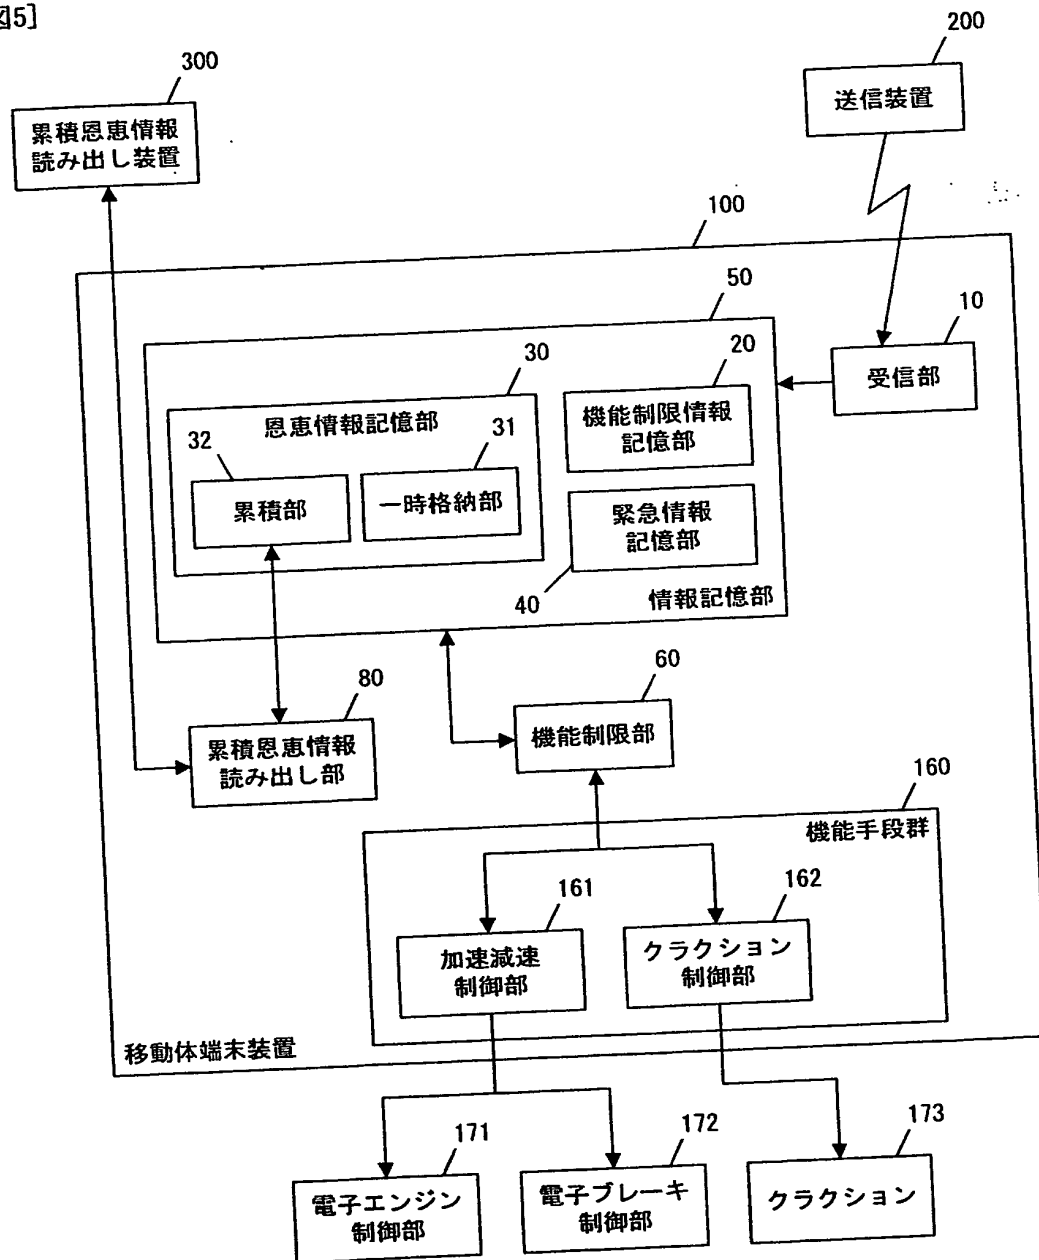 図5]
200
300
送信装置
累積恩恵情報
読み出し装置
100
50
10
20
30
受信部
恩恵情報記憶部
機能制限情報
記憶部
32
31
累積部
一時格納部
緊急情報
記憶部
40
情報記憶部
60
80
機能制限部
累積恩恵情報
読み出し部
160
機能手段群
161
162
加速減速
制御部
クラクション
制御部
移動体端末装置
171
172
173
電子エンジン
制御部
電子ブレーキ
制御部
クラクション